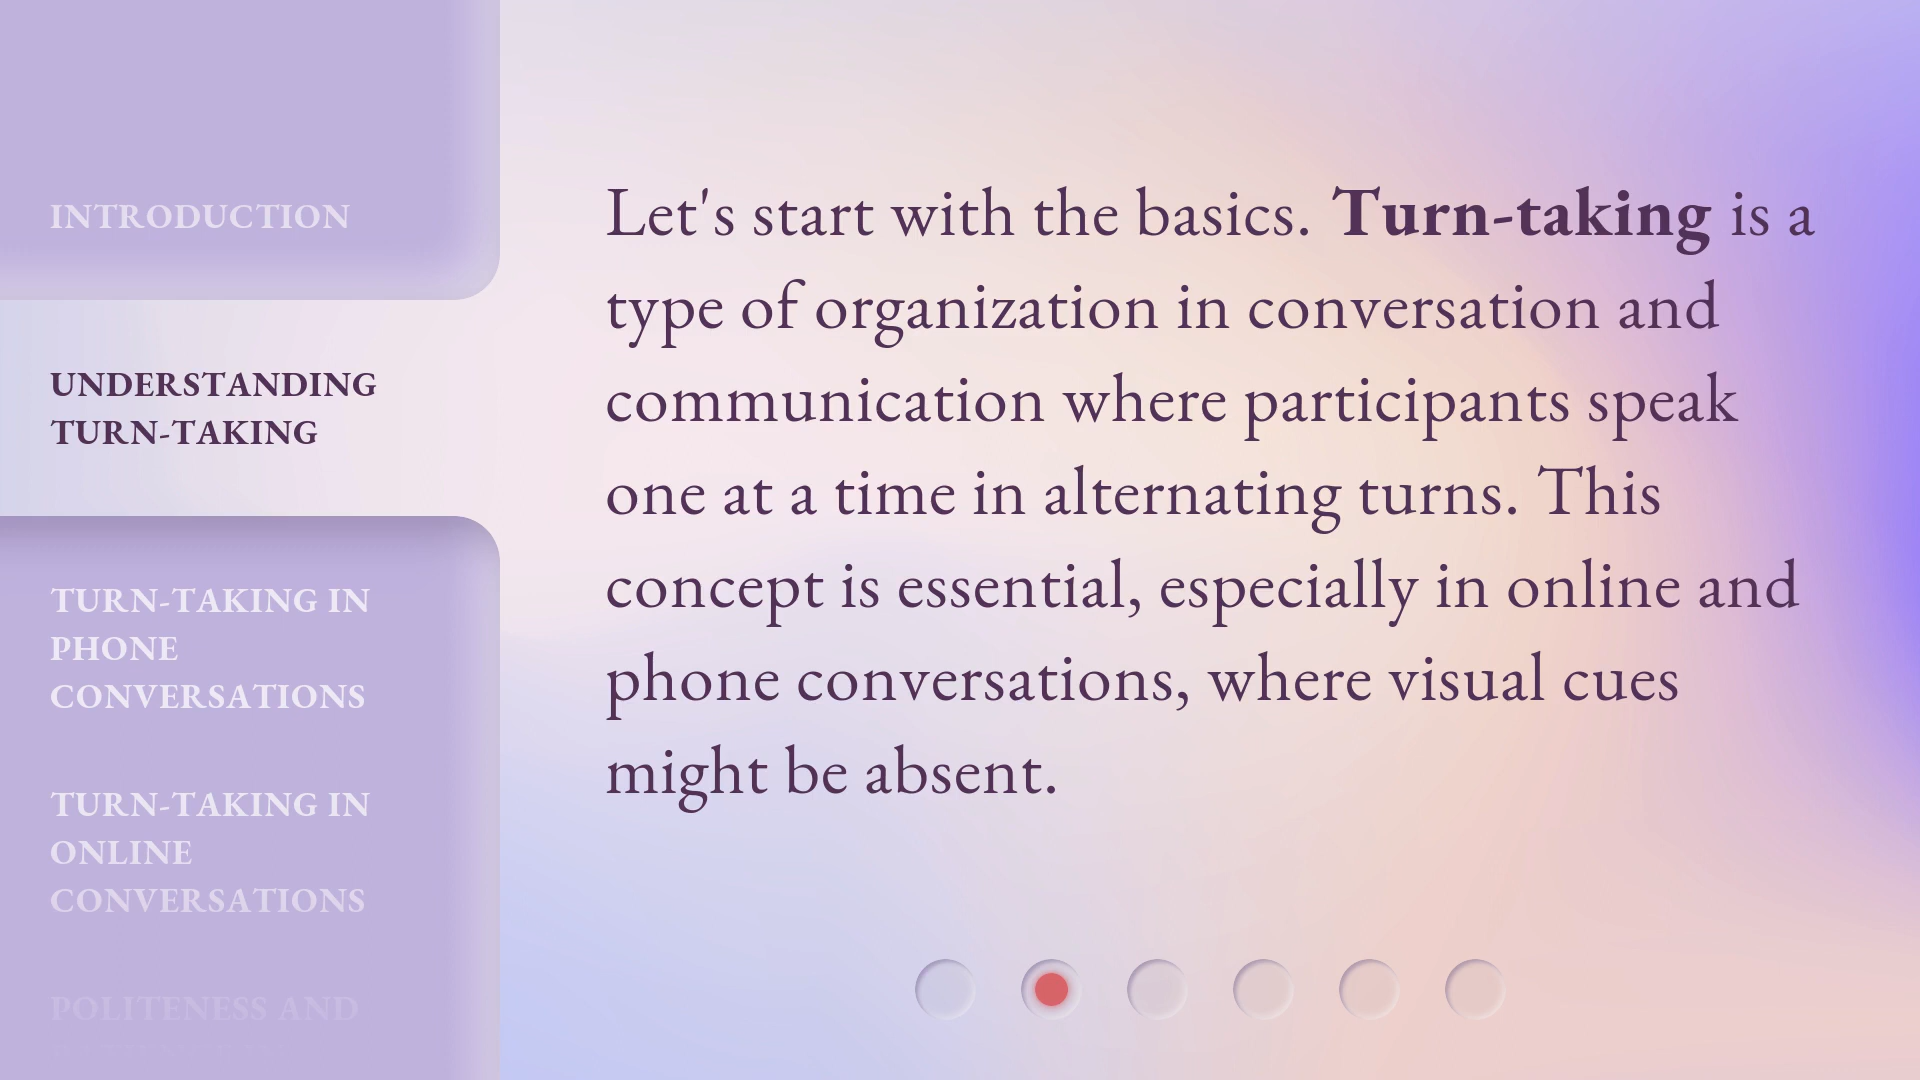 INTRODUCTION
UNDERSTANDING
TURN-TAKING
TURN-TAKING IN
PHONE
CONVERSATIONS
TURN-TAKING IN
ONLINE
CONVERSATIONS
POLITENESS AND
Let's start with the basics. Turn-taking is a
type of organization in conversation and
communication where participants speak
one at a time in alternating turns. This
concept is essential, especially in online and
phone conversations, where visual cues
might be absent.